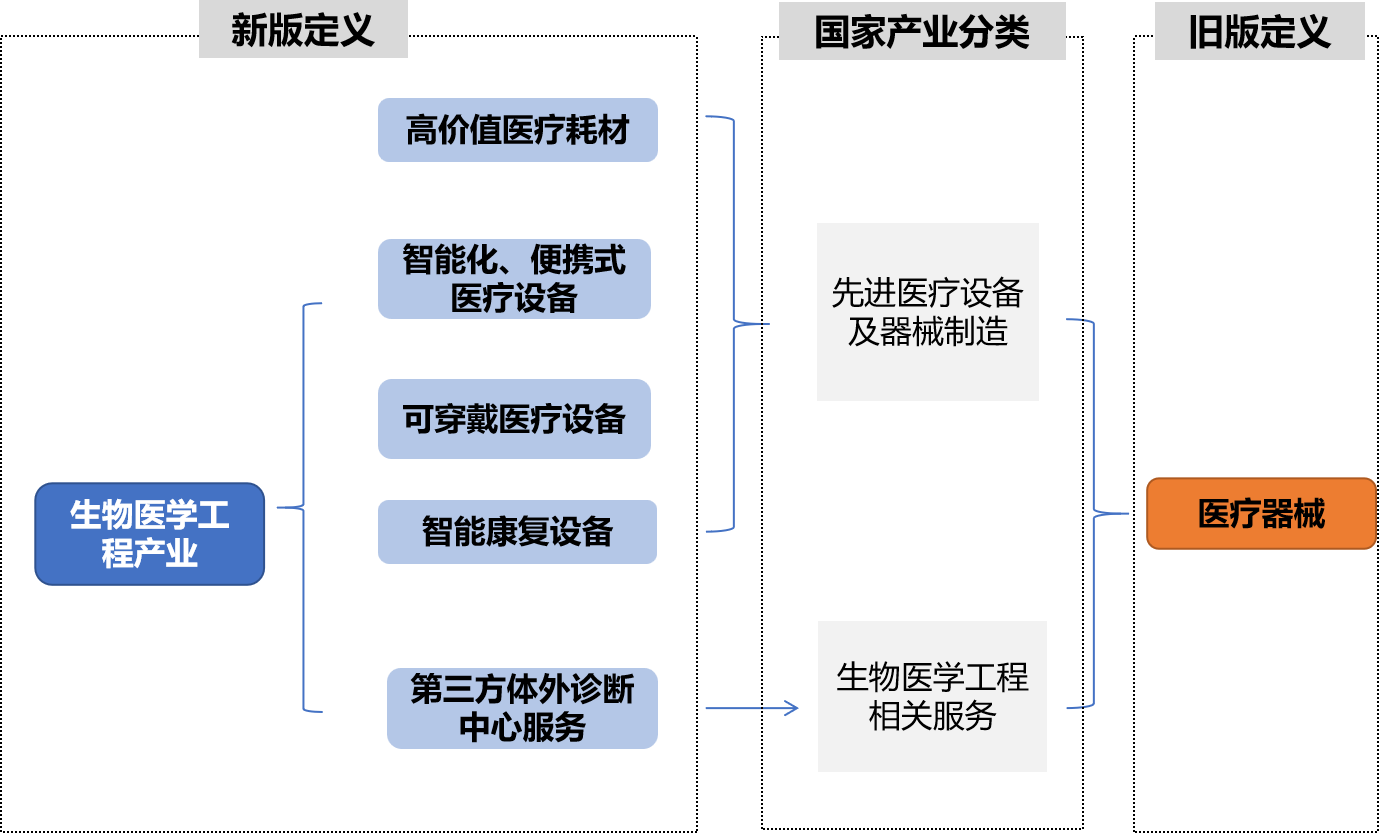 新版定义
国家产业分类
旧版定义
高价值医疗耗材
智能化、便携式
医疗设备
可穿戴医疗设备
智能康复设备
第三方体外诊断
中心服务
生物医学工
程产业
先进医疗设备
及器械制造
生物医学工程
相关服务
医疗器械